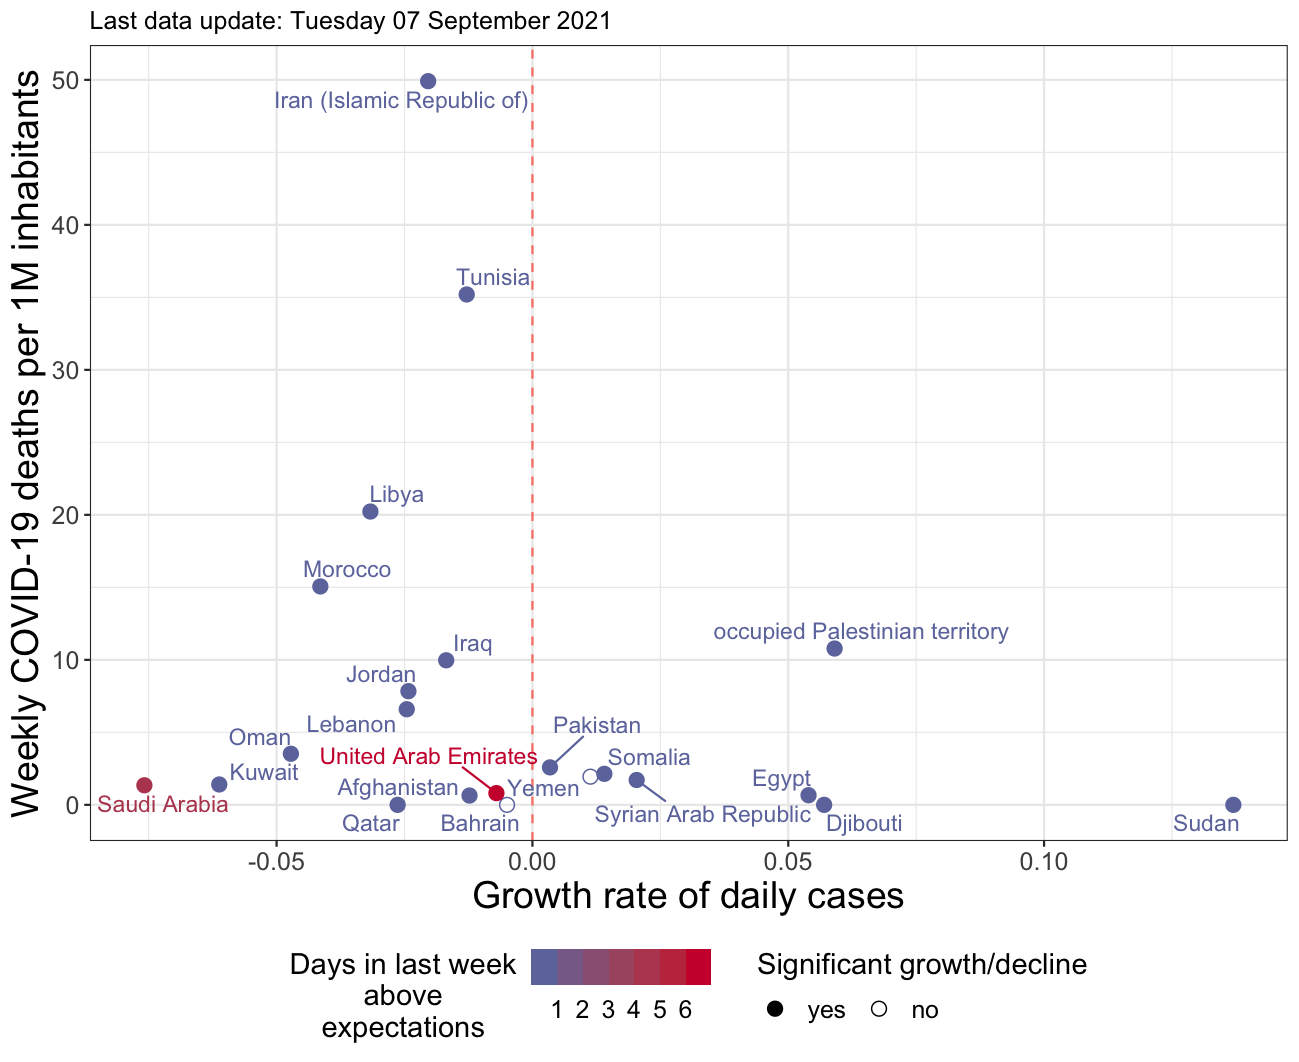 Last data update: Tuesday 07 September 2021
Weekly COVID-19 deaths per 1M inhabitants
50
40
30
20
10
0
Iran (Islamic Republic of)
Tunisia
Libya
Morocco
occupied Palestinian territory
Iraq
Jordan
Lebanon
Pakistan
Oman
United Arab Emirates
Somalia
Kuwait
Egypt
Afghanistan
Yemen
Saudi Arabia
Syrian Arab Republic
Qatar
Bahrain
Djibouti
Sudan
-0.05
0.00
0.05
0.10
Growth rate of daily cases
Days in last week
above
expectations
1 2 3 4 5 6
Significant growth/decline
yes
no